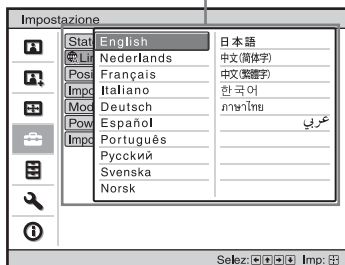 Impostazione
Stat
Lin
Posi
Impo
Mod
Pow
Impo
English
Nederlands
Français
Italiano
Deutsch
Español
Português
Русский
Svenska
Norsk
日本語
中文(简体字)
中文(繁體字)
한국어
ภาษาไทย
عربي
Selez: Imp: